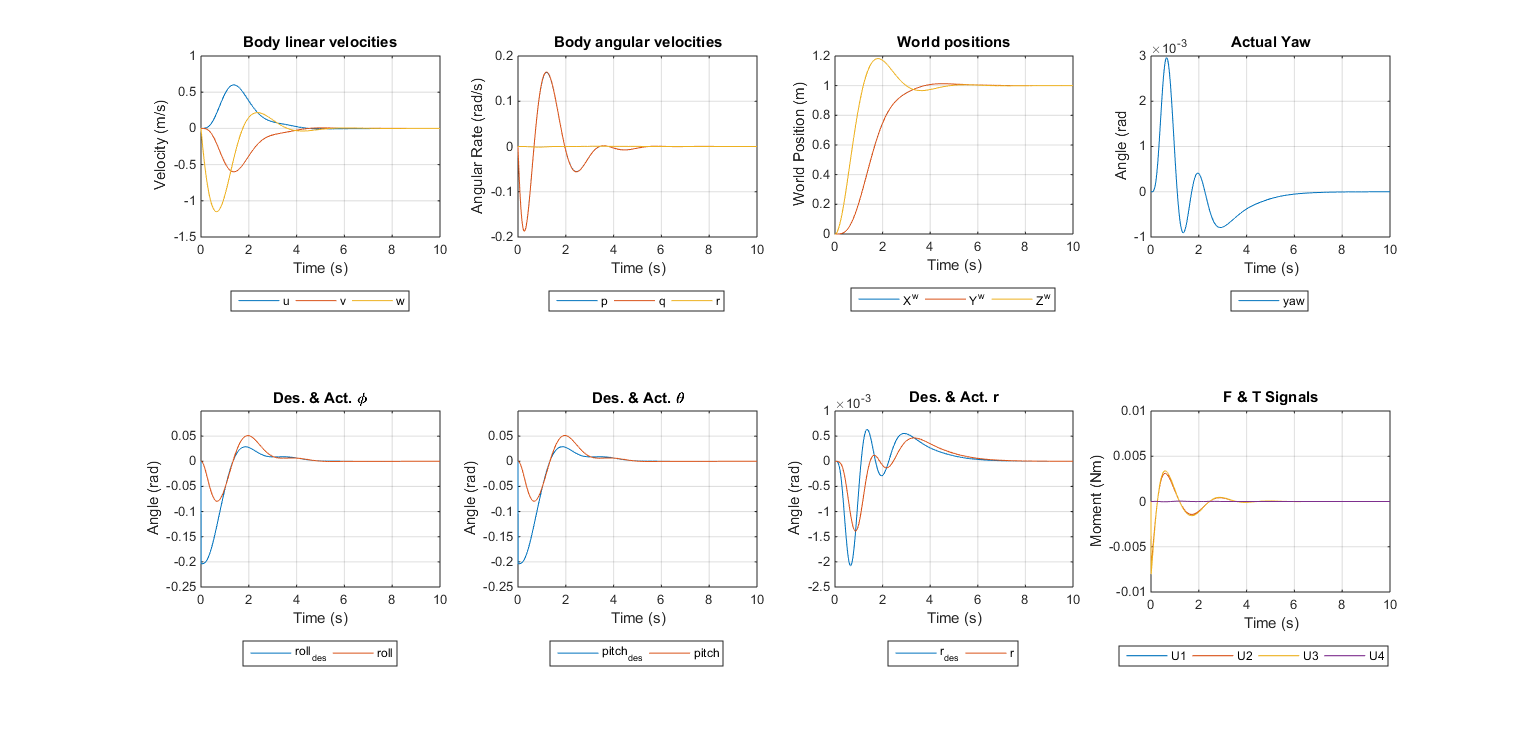 Body linear velocities
1
0.5
0
-0.5
-1
-1.5
Velocity (m/s)
0 2 4 6 8 10
Time (s)
u v w
Body angular velocities
0.2
0.1
0
-0.1
-0.2
Angular Rate (rad/s)
0 2 4 6 8 10
Time (s)
p q r
World positions
1.2
1
0.8
0.6
0.4
0.2
0
World Position (m)
0 2 4 6 8 10
Time (s)
X^w Y^w Z^w
Actual Yaw
×10^-3
3
2
1
0
-1
Angle (rad
0 2 4 6 8 10
Time (s)
yaw
Des. & Act. ϕ
0.05
0
-0.05
-0.1
-0.15
-0.2
-0.25
Angle (rad)
0 2 4 6 8 10
Time (s)
roll_des roll
Des. & Act. θ
0.05
0
-0.05
-0.1
-0.15
-0.2
-0.25
Angle (rad)
0 2 4 6 8 10
Time (s)
pitch_des pitch
Des. & Act. r
×10^-3
1
0.5
0
-0.5
-1
-1.5
-2
-2.5
Angle (rad)
0 2 4 6 8 10
Time (s)
r_des r
F & T Signals
0.01
0.005
0
-0.005
-0.01
Moment (Nm)
0 2 4 6 8 10
Time (s)
U1 U2 U3 U4